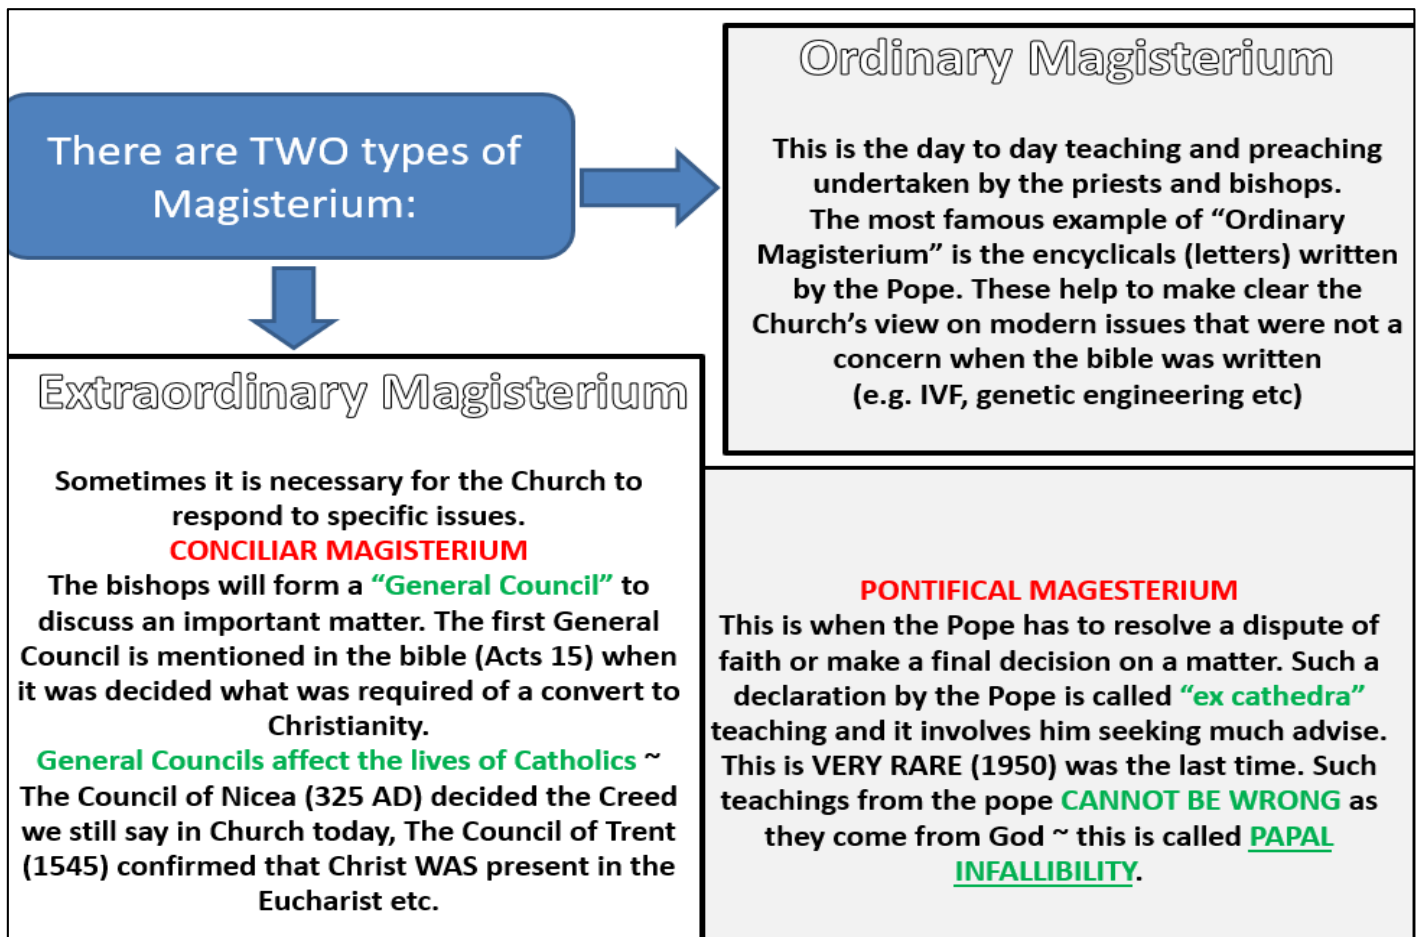 There are TWO types of
Magisterium:
Ordinary Magisterium
This is the day to day teaching and preaching
undertaken by the priests and bishops.
The most famous example of “Ordinary
Magisterium” is the encyclicals (letters) written
by the Pope. These help to make clear the
Church’s view on modern issues that were not a
concern when the bible was written
(e.g. IVF, genetic engineering etc)
Extraordinary Magisterium
Sometimes it is necessary for the Church to
respond to specific issues.
CONCILIAR MAGISTERIUM
The bishops will form a “General Council” to
discuss an important matter. The first General
Council is mentioned in the bible (Acts 15) when
it was decided what was required of a convert to
Christianity.
General Councils affect the lives of Catholics ~
The Council of Nicea (325 AD) decided the Creed
we still say in Church today, The Council of Trent
(1545) confirmed that Christ WAS present in the
Eucharist etc.
PONTIFICAL MAGESTERIUM
This is when the Pope has to resolve a dispute of
faith or make a final decision on a matter. Such a
declaration by the Pope is called “ex cathedra”
teaching and it involves him seeking much advise.
This is VERY RARE (1950) was the last time. Such
teachings from the pope CANNOT BE WRONG as
they come from God ~ this is called PAPAL
INFALLIBILITY.